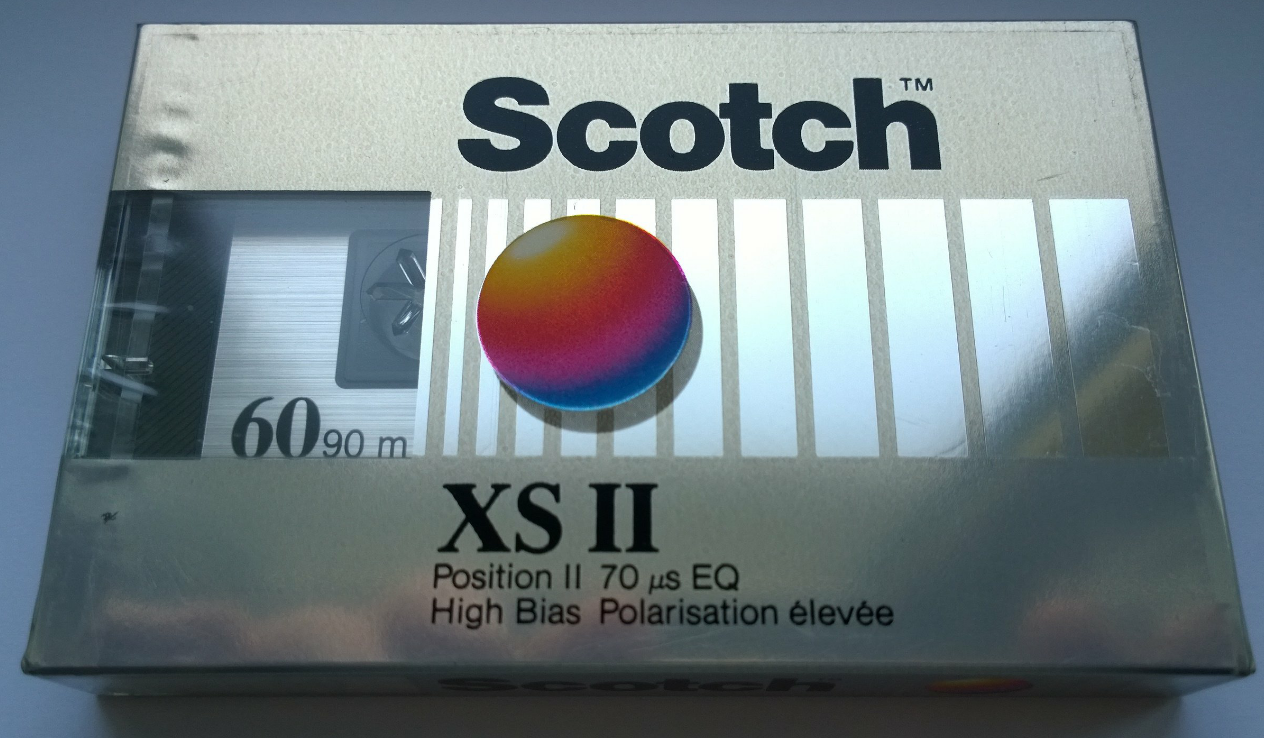 Scotch™
60 90 m
XS II
Position II 70 µs EQ
High Bias Polarisation élevée
Scotch